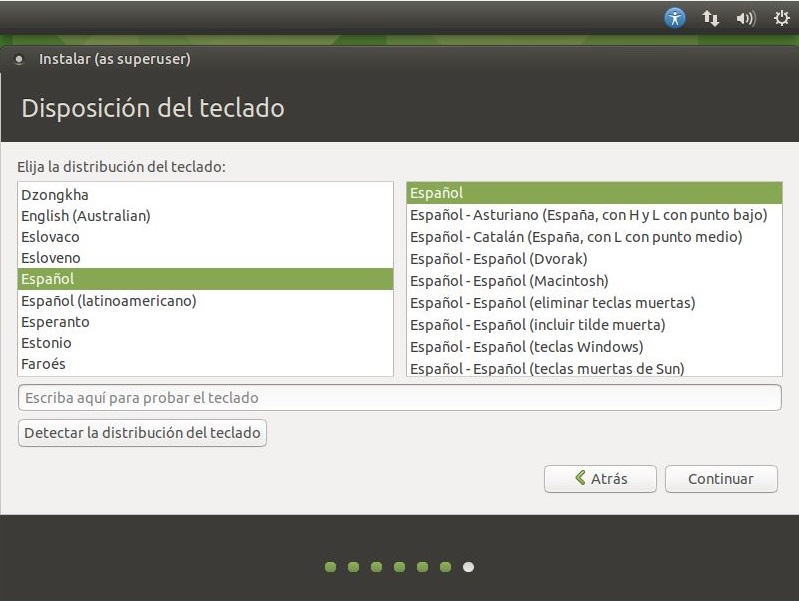 Instalar (as superuser)
Disposición del teclado
Elija la distribución del teclado:
Dzongkha
English (Australian)
Eslovaco
Esloveno
Español
Español (latinoamericano)
Esperanto
Estonio
Faroés
Español
Español - Asturiano (España, con H y L con punto bajo)
Español - Catalán (España, con L con punto medio)
Español - Español (Dvorak)
Español - Español (Macintosh)
Español - Español (eliminar teclas muertas)
Español - Español (incluir tilde muerta)
Español - Español (teclas Windows)
Español - Español (teclas muertas de Sun)
Escriba aquí para probar el teclado
Detectar la distribución del teclado
Atrás
Continuar